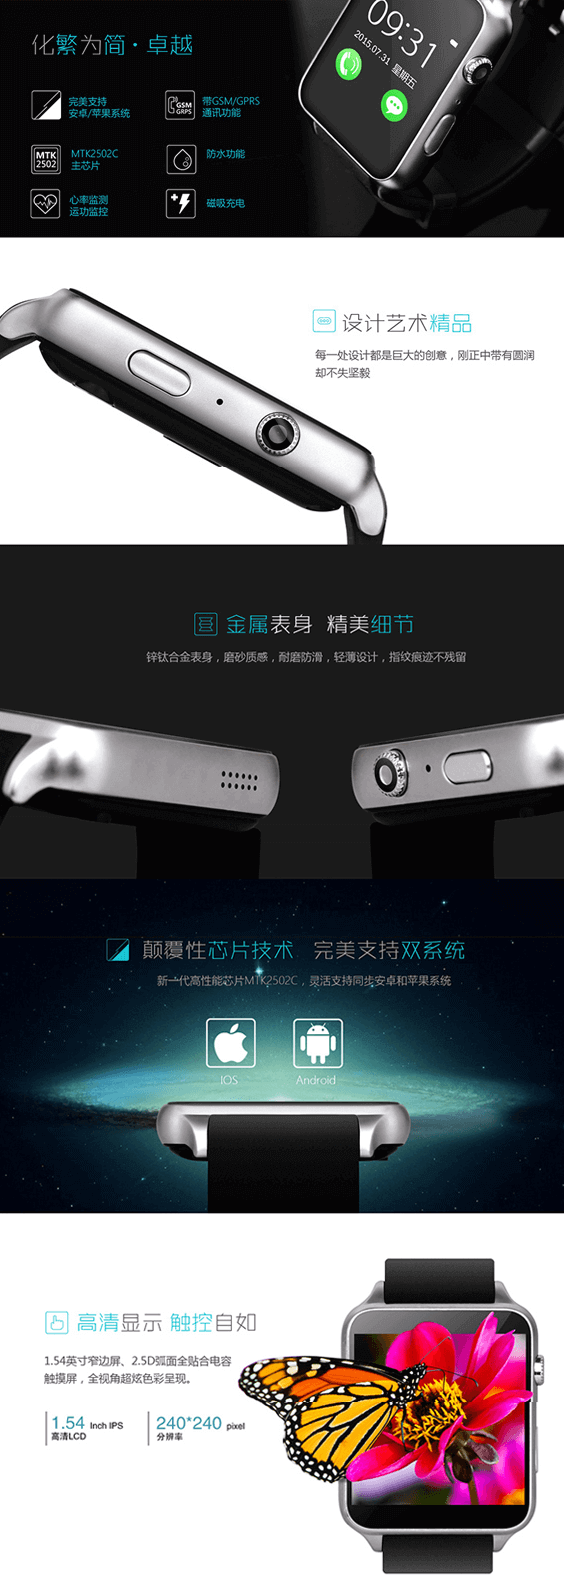 化繁为简·卓越
09:31
2015.07.31 星期五
完美支持
安卓/苹果系统
GSM
GRPS
带GSM/GPRS
通讯功能
MTK
2502
MTK2502C
主芯片
防水功能
心率监测
运功监控
磁吸充电
设计艺术精品
每一处设计都是巨大的创意，刚正中带有圆润
却不失坚毅
金属表身 精美细节
锌钛合金表身，磨砂质感，耐磨防滑，轻薄设计，指纹痕迹不残留
颠覆性芯片技术 完美支持双系统
新一代高性能芯片MTK2502C，灵活支持同步安卓和苹果系统
IOS
Android
高清显示 触控自如
1.54英寸窄边屏、2.5D弧面全贴合电容
触摸屏，全视角超炫色彩呈现。
1.54 Inch IPS
高清LCD
240*240 pixel
分辨率